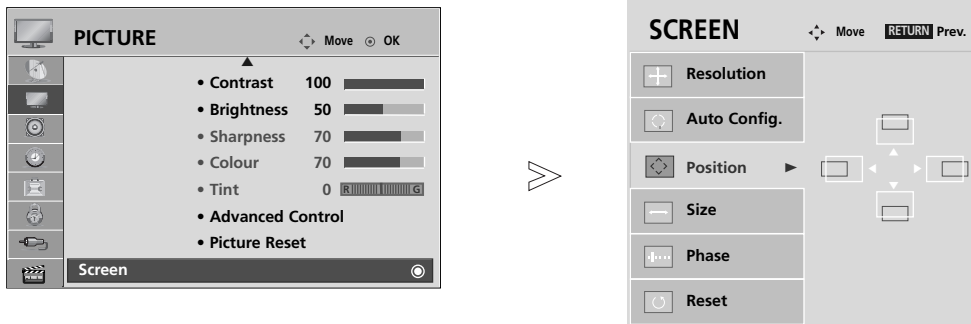 PICTURE Move OK
• Contrast 100
• Brightness 50
• Sharpness 70
• Colour 70
• Tint 0 R G
• Advanced Control
• Picture Reset
Screen
SCREEN Move RETURN Prev.
Resolution
Auto Config.
Position
Size
Phase
Reset